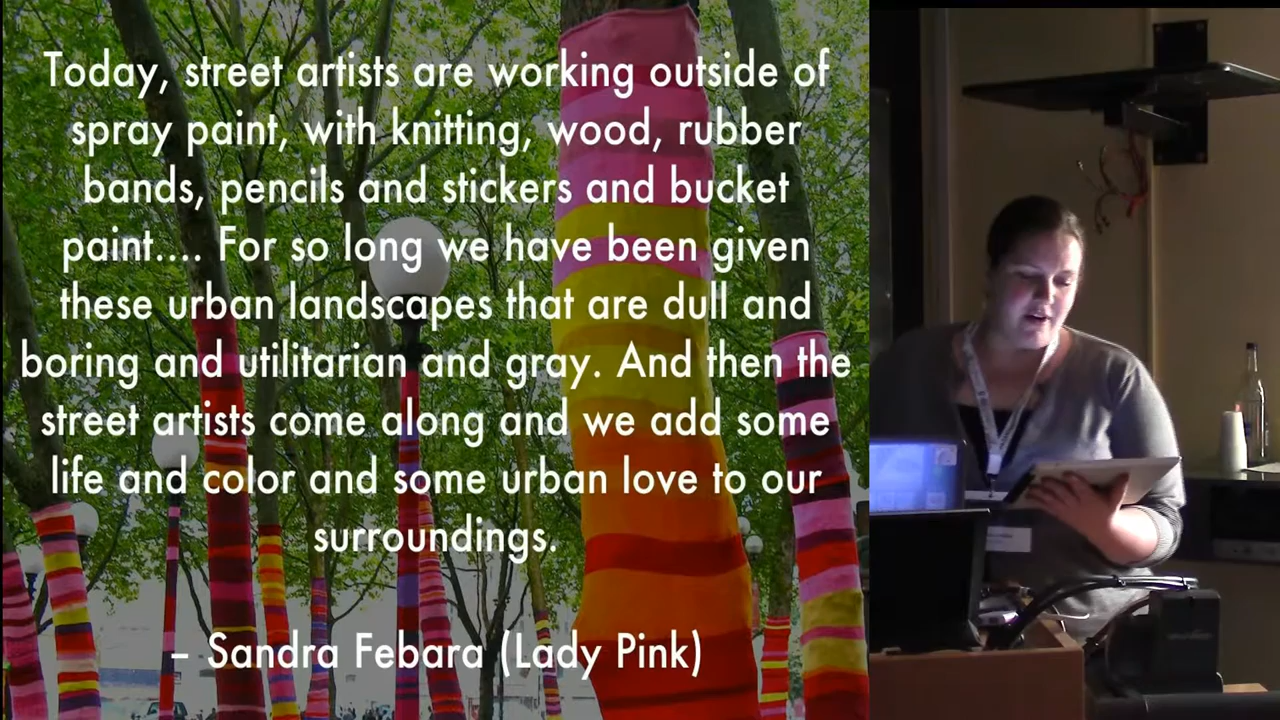 Today, street artists are working outside of
spray paint, with knitting, wood, rubber
bands, pencils and stickers and bucket
paint.... For so long we have been given
these urban landscapes that are dull and
boring and utilitarian and gray. And then the
street artists come along and we add some
life and color and some urban love to our
surroundings.
– Sandra Febara (Lady Pink)